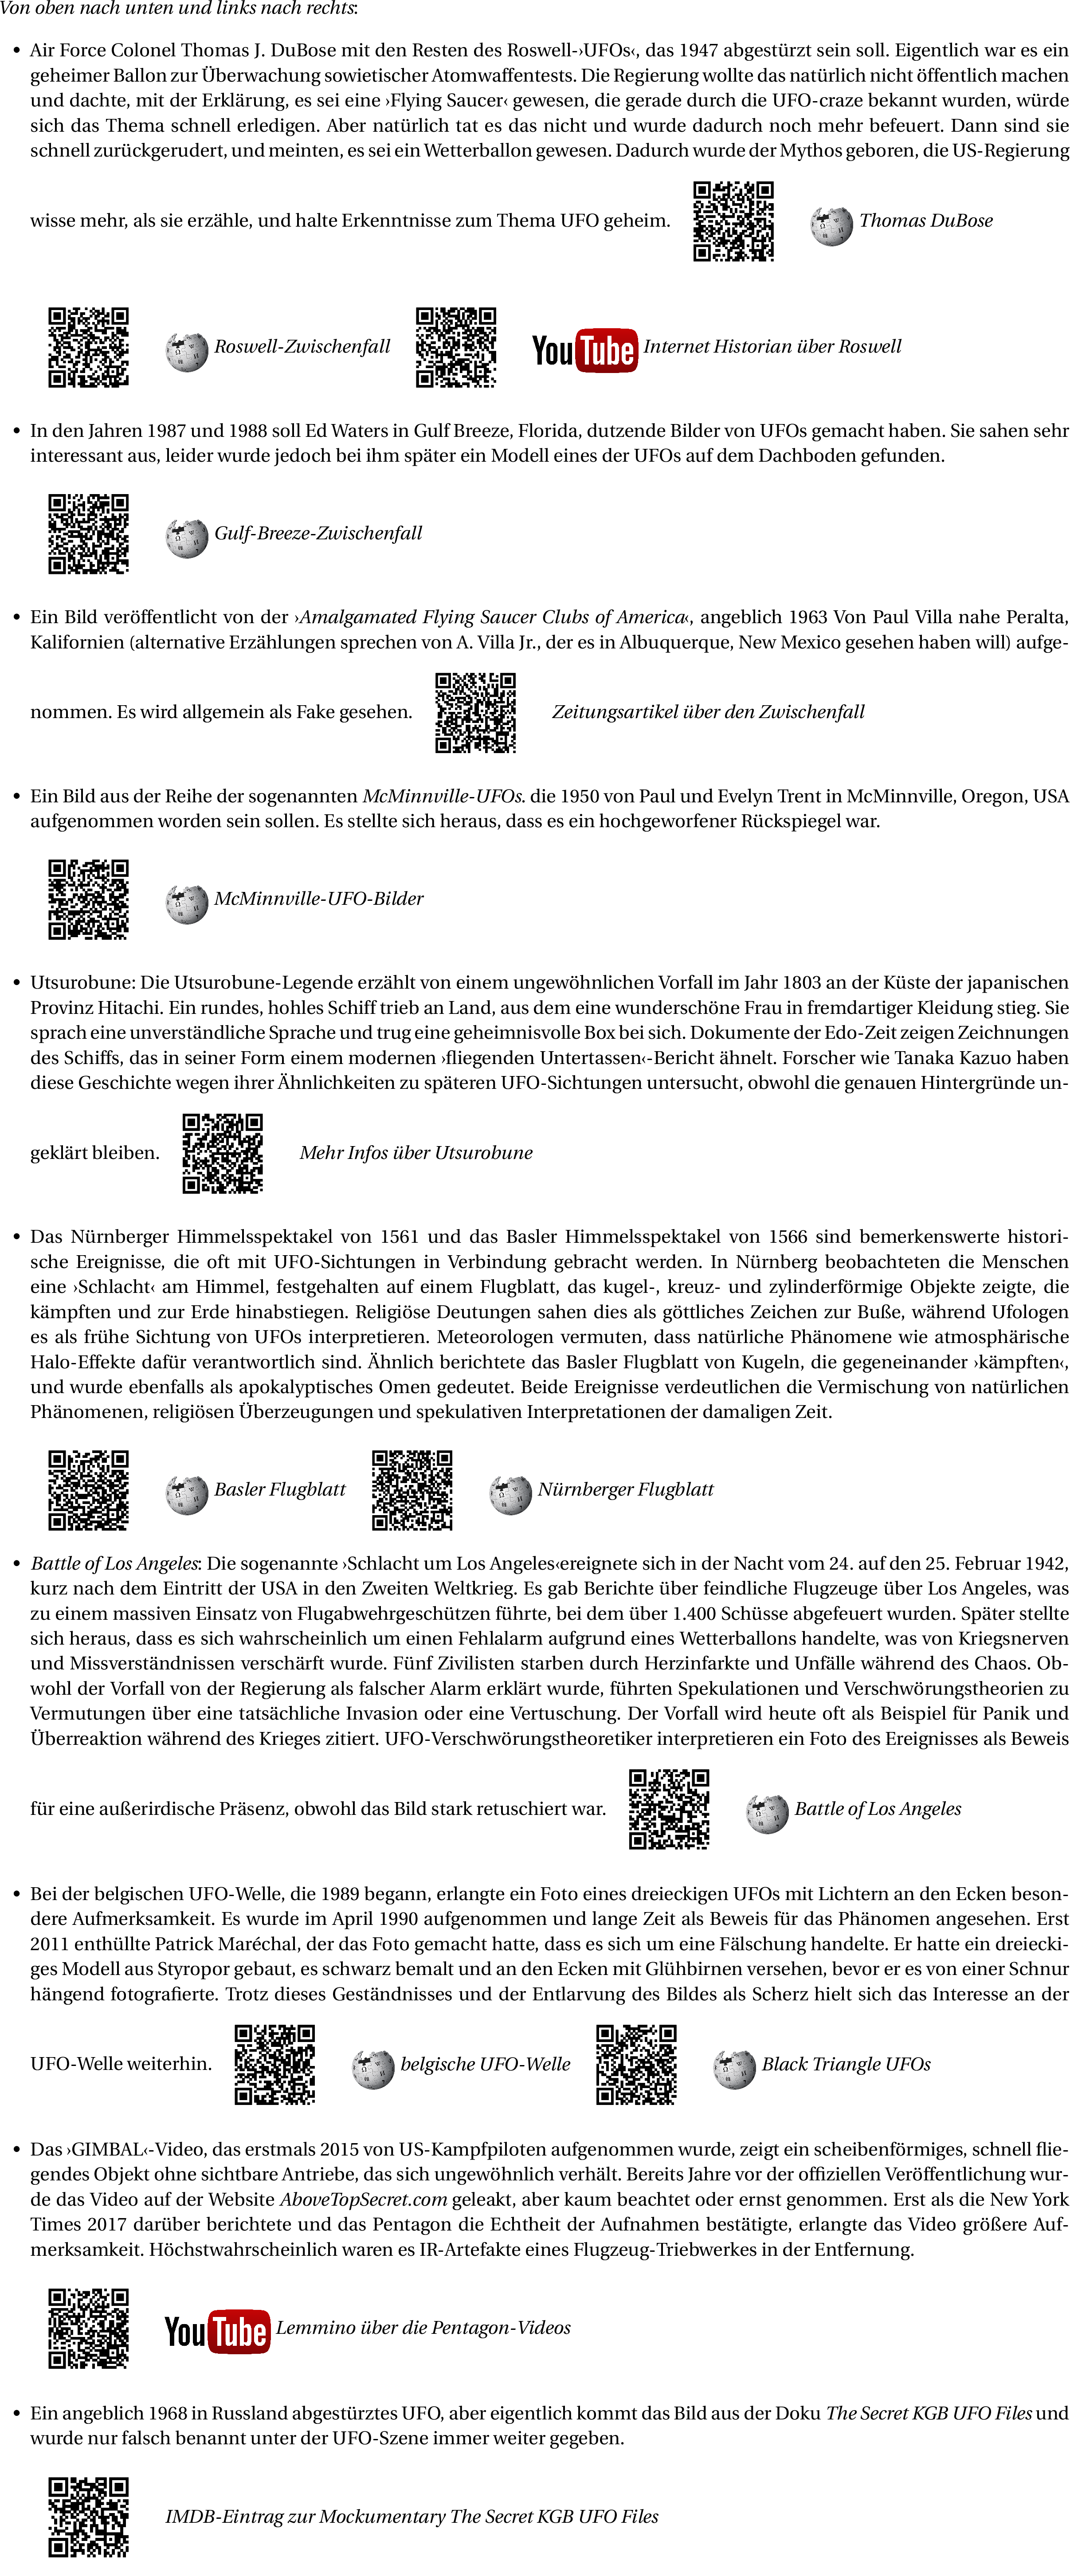 Von oben nach unten und links nach rechts:
• Air Force Colonel Thomas J. DuBose mit den Resten des Roswell-›UFOs‹, das 1947 abgestürzt sein soll. Eigentlich war es ein
geheimer Ballon zur Überwachung sowietischer Atomwaffentests. Die Regierung wollte das natürlich nicht öffentlich machen
und dachte, mit der Erklärung, es sei eine ›Flying Saucer‹ gewesen, die gerade durch die UFO-craze bekannt wurden, würde
sich das Thema schnell erledigen. Aber natürlich tat es das nicht und wurde dadurch noch mehr befeuert. Dann sind sie
schnell zurückgerudert, und meinten, es sei ein Wetterballon gewesen. Dadurch wurde der Mythos geboren, die US-Regierung
wisse mehr, als sie erzähle, und halte Erkenntnisse zum Thema UFO geheim. Thomas DuBose
Roswell-Zwischenfall YouTube Internet Historian über Roswell
• In den Jahren 1987 und 1988 soll Ed Waters in Gulf Breeze, Florida, dutzende Bilder von UFOs gemacht haben. Sie sahen sehr
interessant aus, leider wurde jedoch bei ihm später ein Modell eines der UFOs auf dem Dachboden gefunden.
Gulf-Breeze-Zwischenfall
• Ein Bild veröffentlicht von der ›Amalgamated Flying Saucer Clubs of America‹, angeblich 1963 Von Paul Villa nahe Peralta,
Kalifornien (alternative Erzählungen sprechen von A. Villa Jr., der es in Albuquerque, New Mexico gesehen haben will) aufge-
nommen. Es wird allgemein als Fake gesehen. Zeitungsartikel über den Zwischenfall
• Ein Bild aus der Reihe der sogenannten McMinnville-UFOs. die 1950 von Paul und Evelyn Trent in McMinnville, Oregon, USA
aufgenommen worden sein sollen. Es stellte sich heraus, dass es ein hochgeworfener Rückspiegel war.
McMinnville-UFO-Bilder
• Utsurobune: Die Utsurobune-Legende erzählt von einem ungewöhnlichen Vorfall im Jahr 1803 an der Küste der japanischen
Provinz Hitachi. Ein rundes, hohles Schiff trieb an Land, aus dem eine wunderschöne Frau in fremdartiger Kleidung stieg. Sie
sprach eine unverständliche Sprache und trug eine geheimnisvolle Box bei sich. Dokumente der Edo-Zeit zeigen Zeichnungen
des Schiffs, das in seiner Form einem modernen ›fliegenden Untertassen‹-Bericht ähnelt. Forscher wie Tanaka Kazuo haben
diese Geschichte wegen ihrer Ähnlichkeiten zu späteren UFO-Sichtungen untersucht, obwohl die genauen Hintergründe un-
geklärt bleiben. Mehr Infos über Utsurobune
• Das Nürnberger Himmelsspektakel von 1561 und das Basler Himmelsspektakel von 1566 sind bemerkenswerte histori-
sche Ereignisse, die oft mit UFO-Sichtungen in Verbindung gebracht werden. In Nürnberg beobachteten die Menschen
eine ›Schlacht‹ am Himmel, festgehalten auf einem Flugblatt, das kugel-, kreuz- und zylinderförmige Objekte zeigte, die
kämpften und zur Erde hinabstiegen. Religiöse Deutungen sahen dies als göttliches Zeichen zur Buße, während Ufologen
es als frühe Sichtung von UFOs interpretieren. Meteorologen vermuten, dass natürliche Phänomene wie atmosphärische
Halo-Effekte dafür verantwortlich sind. Ähnlich berichtete das Basler Flugblatt von Kugeln, die gegeneinander ›kämpften‹,
und wurde ebenfalls als apokalyptisches Omen gedeutet. Beide Ereignisse verdeutlichen die Vermischung von natürlichen
Phänomenen, religiösen Überzeugungen und spekulativen Interpretationen der damaligen Zeit.
Basler Flugblatt Nürnberger Flugblatt
• Battle of Los Angeles: Die sogenannte ›Schlacht um Los Angeles‹ereignete sich in der Nacht vom 24. auf den 25. Februar 1942,
kurz nach dem Eintritt der USA in den Zweiten Weltkrieg. Es gab Berichte über feindliche Flugzeuge über Los Angeles, was
zu einem massiven Einsatz von Flugabwehrgeschützen führte, bei dem über 1.400 Schüsse abgefeuert wurden. Später stellte
sich heraus, dass es sich wahrscheinlich um einen Fehlalarm aufgrund eines Wetterballons handelte, was von Kriegsnerven
und Missverständnissen verschärft wurde. Fünf Zivilisten starben durch Herzinfarkte und Unfälle während des Chaos. Ob-
wohl der Vorfall von der Regierung als falscher Alarm erklärt wurde, führten Spekulationen und Verschwörungstheorien zu
Vermutungen über eine tatsächliche Invasion oder eine Vertuschung. Der Vorfall wird heute oft als Beispiel für Panik und
Überreaktion während des Krieges zitiert. UFO-Verschwörungstheoretiker interpretieren ein Foto des Ereignisses als Beweis
für eine außerirdische Präsenz, obwohl das Bild stark retuschiert war. Battle of Los Angeles
• Bei der belgischen UFO-Welle, die 1989 begann, erlangte ein Foto eines dreieckigen UFOs mit Lichtern an den Ecken beson-
dere Aufmerksamkeit. Es wurde im April 1990 aufgenommen und lange Zeit als Beweis für das Phänomen angesehen. Erst
2011 enthüllte Patrick Maréchal, der das Foto gemacht hatte, dass es sich um eine Fälschung handelte. Er hatte ein dreiecki-
ges Modell aus Styropor gebaut, es schwarz bemalt und an den Ecken mit Glühbirnen versehen, bevor er es von einer Schnur
hängend fotografierte. Trotz dieses Geständnisses und der Entlarvung des Bildes als Scherz hielt sich das Interesse an der
UFO-Welle weiterhin. belgische UFO-Welle Black Triangle UFOs
• Das ›GIMBAL‹-Video, das erstmals 2015 von US-Kampfpiloten aufgenommen wurde, zeigt ein scheibenförmiges, schnell flie-
gendes Objekt ohne sichtbare Antriebe, das sich ungewöhnlich verhält. Bereits Jahre vor der offiziellen Veröffentlichung wur-
de das Video auf der Website AboveTopSecret.com geleakt, aber kaum beachtet oder ernst genommen. Erst als die New York
Times 2017 darüber berichtete und das Pentagon die Echtheit der Aufnahmen bestätigte, erlangte das Video größere Auf-
merksamkeit. Höchstwahrscheinlich waren es IR-Artefakte eines Flugzeug-Triebwerkes in der Entfernung.
YouTube Lemmino über die Pentagon-Videos
• Ein angeblich 1968 in Russland abgestürztes UFO, aber eigentlich kommt das Bild aus der Doku The Secret KGB UFO Files und
wurde nur falsch benannt unter der UFO-Szene immer weiter gegeben.
IMDB-Eintrag zur Mockumentary The Secret KGB UFO Files